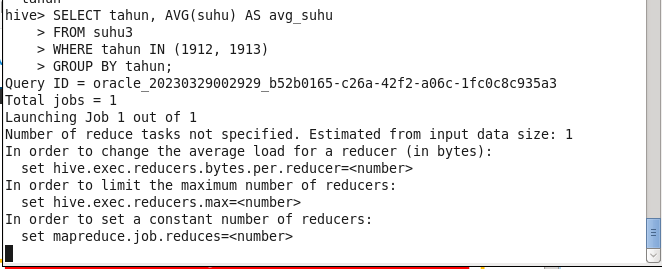 hive> SELECT tahun, AVG(suhu) AS avg_suhu
    > FROM suhu3
    > WHERE tahun IN (1912, 1913)
    > GROUP BY tahun;
Query ID = oracle_20230329002929_b52b0165-c26a-42f2-a06c-1fc0c8c935a3
Total jobs = 1
Launching Job 1 out of 1
Number of reduce tasks not specified. Estimated from input data size: 1
In order to change the average load for a reducer (in bytes):
  set hive.exec.reducers.bytes.per.reducer=<number>
In order to limit the maximum number of reducers:
  set hive.exec.reducers.max=<number>
In order to set a constant number of reducers:
  set mapreduce.job.reduces=<number>